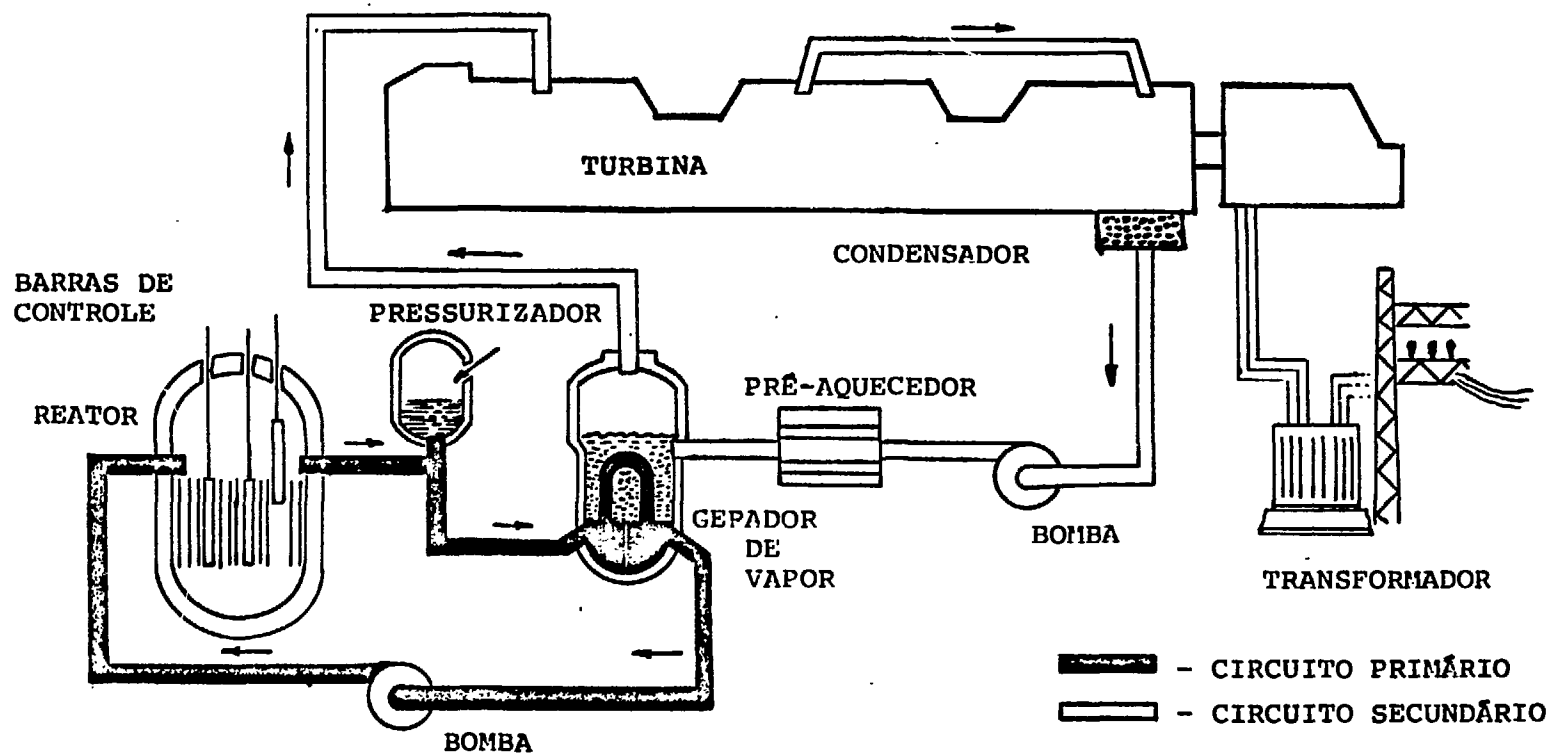 TURBINA
CONDENSADOR
BARRAS DE
CONTROLE
PRESSURIZADOR
PRÉ-AQUECEDOR
REATOR
GEPADOR
DE
VAPOR
BOMBA
TRANSFORMADOR
- CIRCUITO PRIMÁRIO
- CIRCUITO SECUNDÁRIO
BOMBA